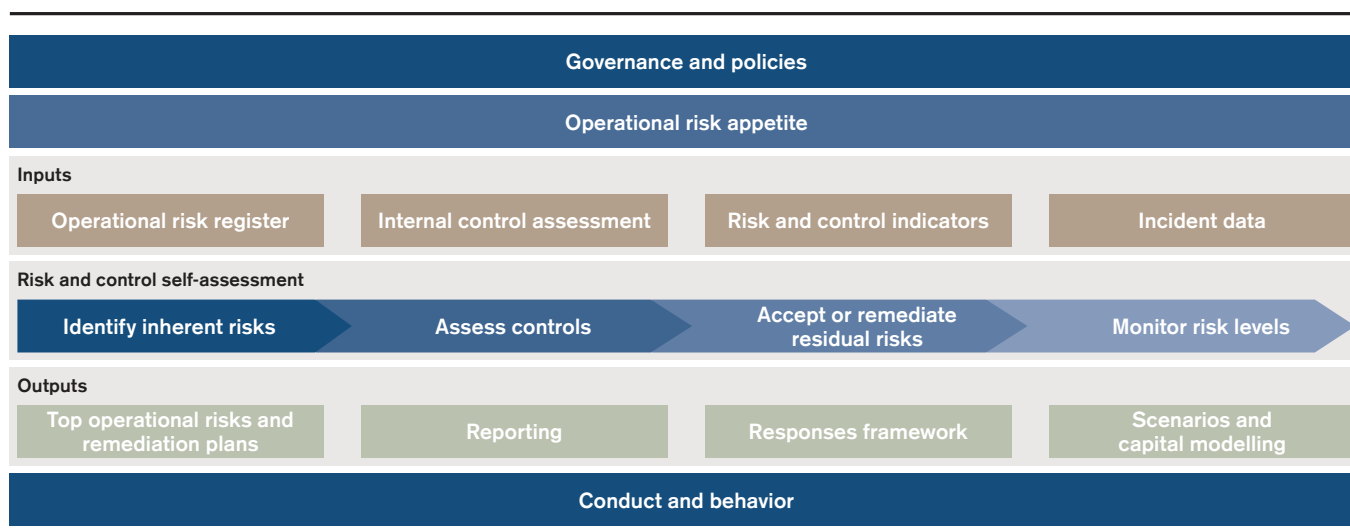 Governance and policies
Operational risk appetite
Inputs
Operational risk register
Internal control assessment
Risk and control indicators
Incident data
Risk and control self-assessment
Identify inherent risks
Assess controls
Accept or remediate
residual risks
Monitor risk levels
Outputs
Top operational risks and
remediation plans
Reporting
Responses framework
Scenarios and
capital modelling
Conduct and behavior